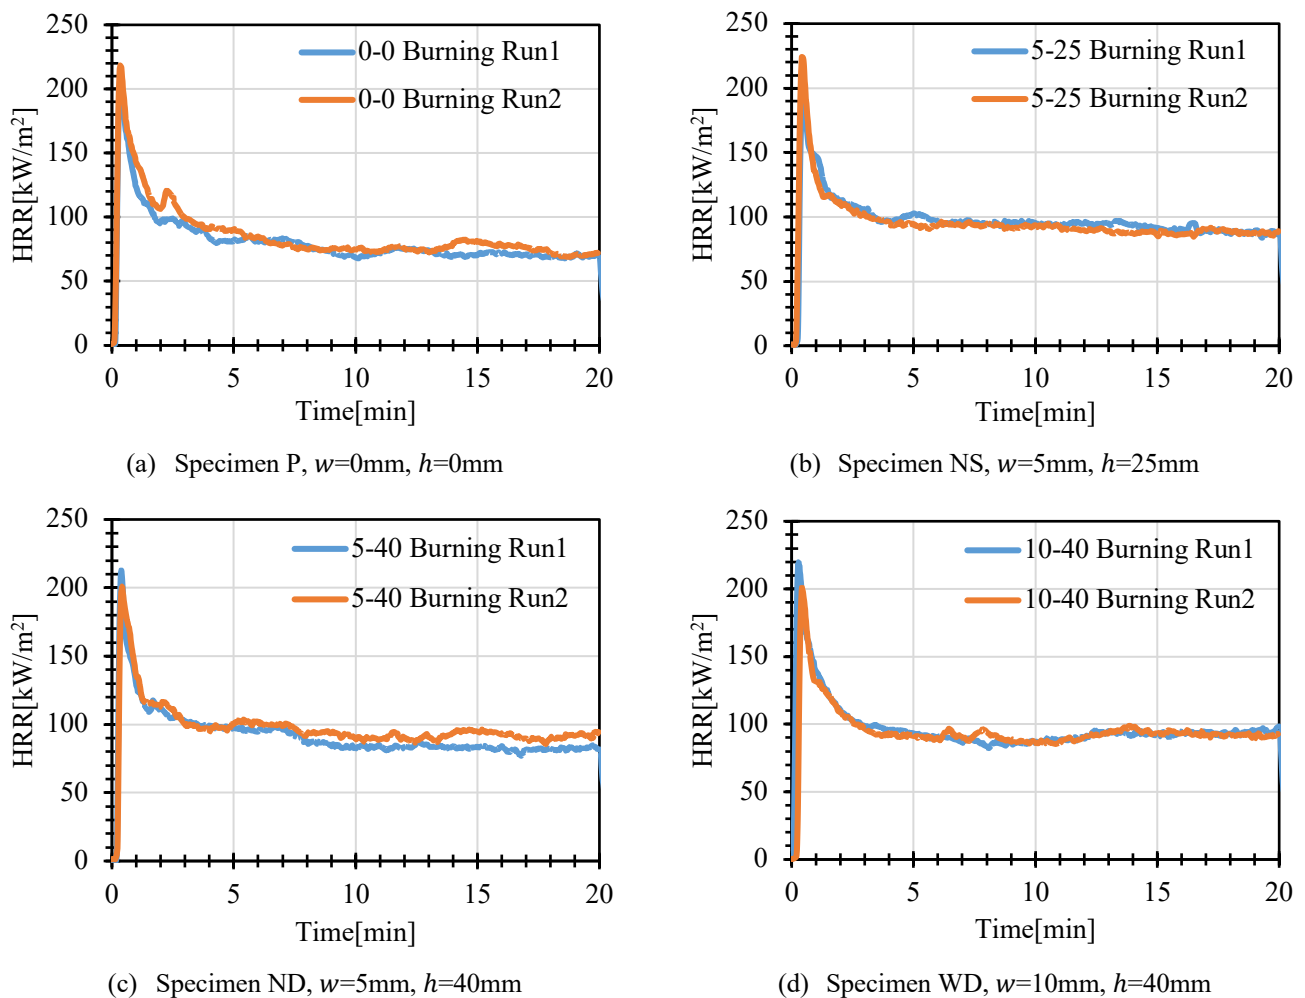 250
200
150
100
50
0
HRR[kW/m²]
0-0 Burning Run1
0-0 Burning Run2
0 5 10 15 20
Time[min]
(a) Specimen P, w=0mm, h=0mm
250
200
150
100
50
0
HRR[kW/m²]
5-25 Burning Run1
5-25 Burning Run2
0 5 10 15 20
Time[min]
(b) Specimen NS, w=5mm, h=25mm
250
200
150
100
50
0
HRR[kW/m²]
5-40 Burning Run1
5-40 Burning Run2
0 5 10 15 20
Time[min]
(c) Specimen ND, w=5mm, h=40mm
250
200
150
100
50
0
HRR[kW/m²]
10-40 Burning Run1
10-40 Burning Run2
0 5 10 15 20
Time[min]
(d) Specimen WD, w=10mm, h=40mm